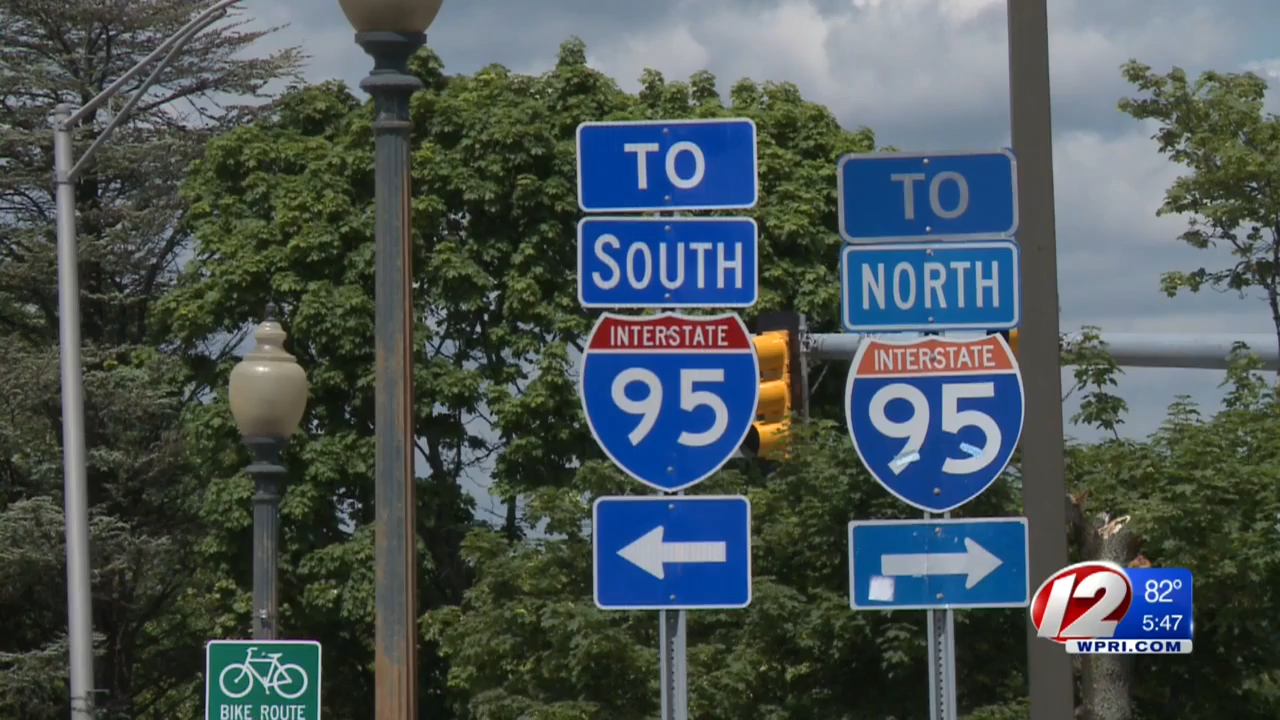 TO
SOUTH
INTERSTATE
95
TO
NORTH
INTERSTATE
95
BIKE ROUTE
12
82°
5:47
WPRI.COM